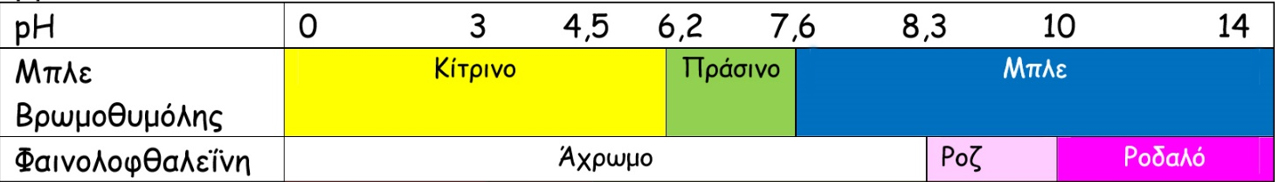 pH 0 3 4,5 6,2 7,6 8,3 10 14
Μπλε Κίτρινο Πράσινο Μπλε
Βρωμοθυμόλης
Φαινολοφθαλεΐνη Άχρωμο Ροζ Ροδαλό